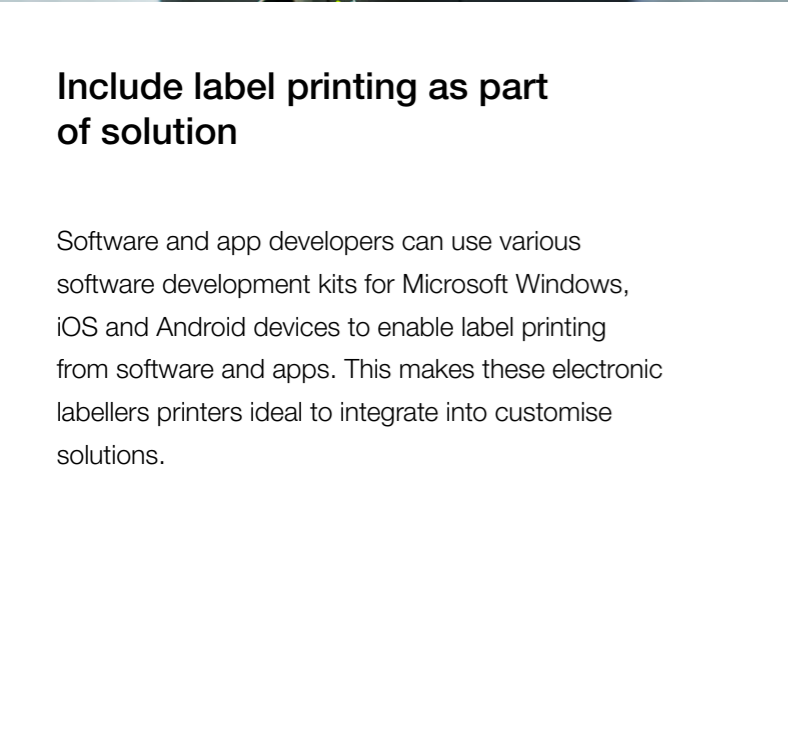 Include label printing as part
of solution
Software and app developers can use various
software development kits for Microsoft Windows,
iOS and Android devices to enable label printing
from software and apps. This makes these electronic
labellers printers ideal to integrate into customise
solutions.